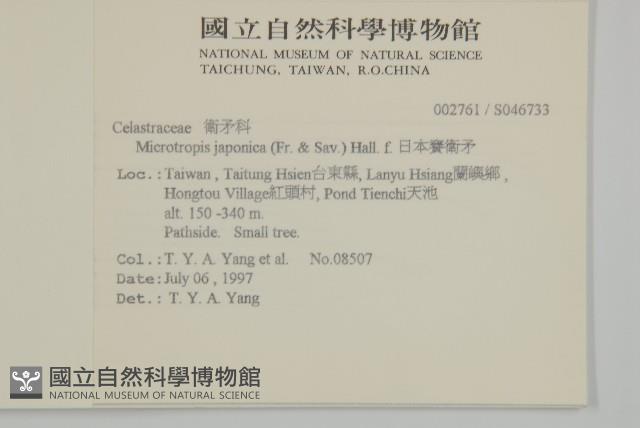 國立自然科學博物館
NATIONAL MUSEUM OF NATURAL SCIENCE
TAICHUNG, TAIWAN, R.O.CHINA
002761 / S046733
Celastraceae 衛矛科
Microtropis japonica (Fr. & Sav.) Hall. f. 日本賽衛矛
Loc.: Taiwan , Taitung Hsien台東縣, Lanyu Hsiang蘭嶼鄉 ,
Hongtou Village紅頭村, Pond Tienchi天池
alt. 150 -340 m.
Pathside. Small tree.
Col.: T. Y. A. Yang et al. No.08507
Date: July 06 , 1997
Det.: T. Y. A. Yang
國立自然科學博物館
NATIONAL MUSEUM OF NATURAL SCIENCE